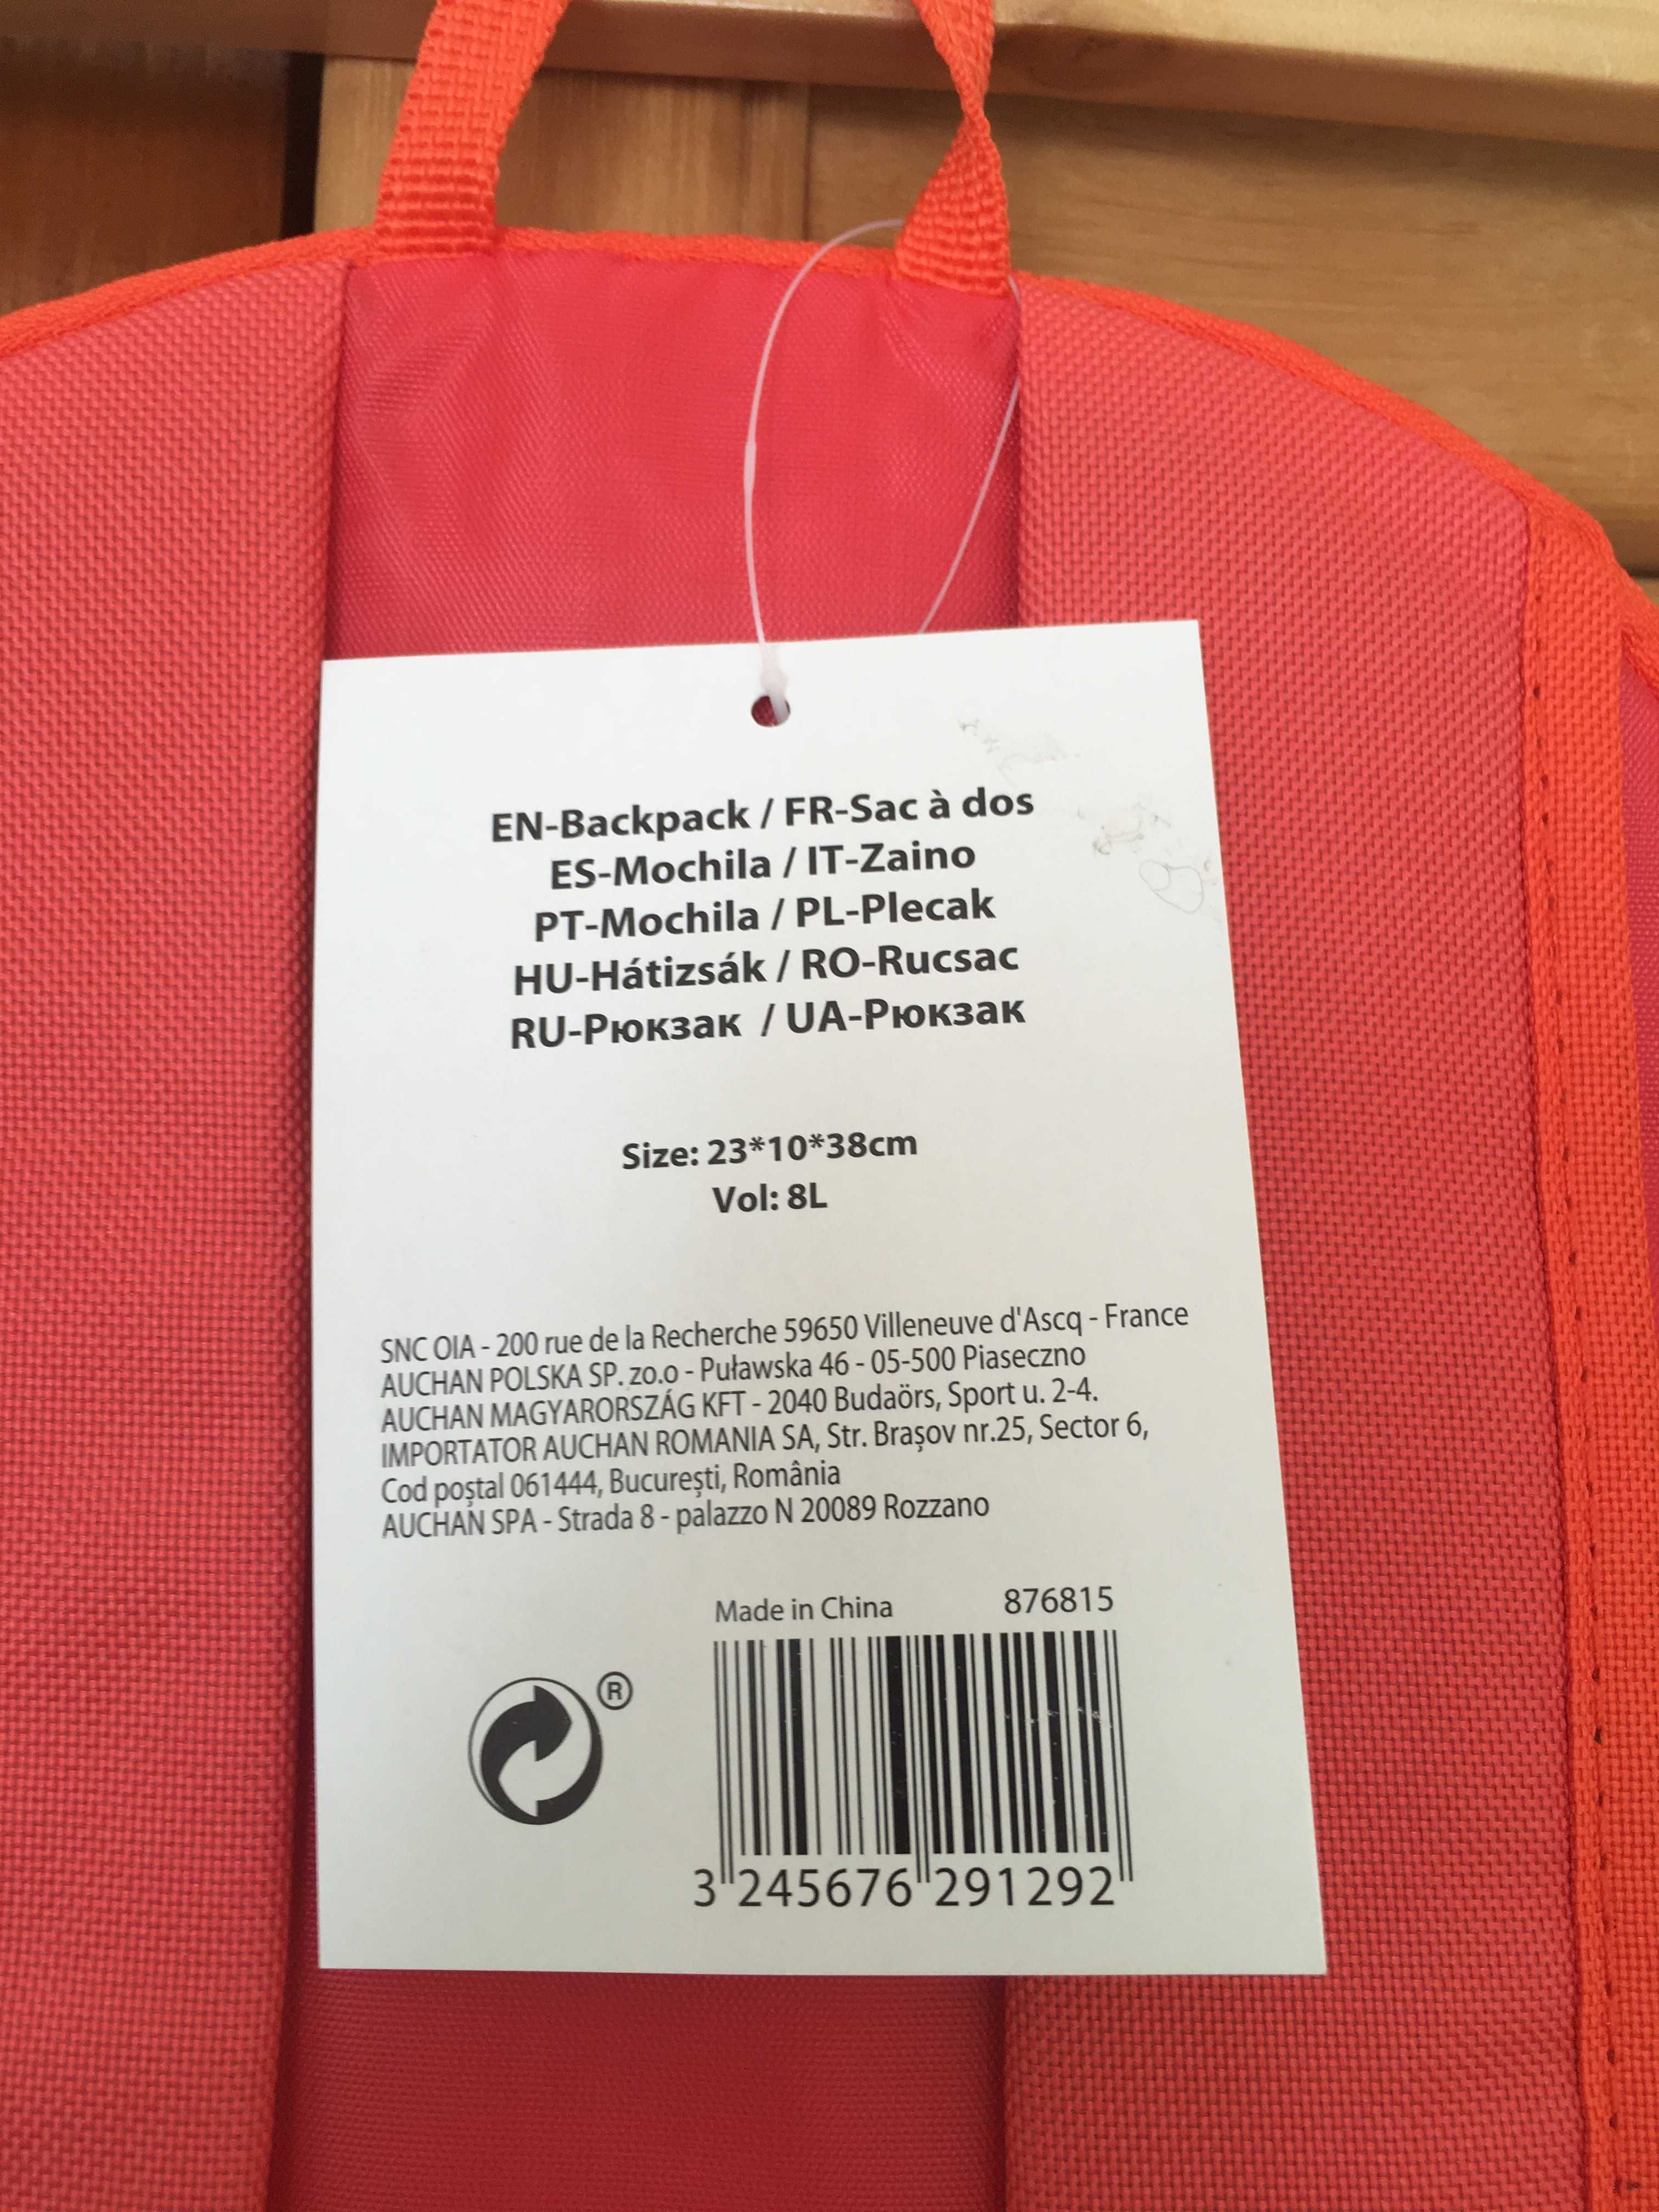 EN-Backpack / FR-Sac à dos
ES-Mochila / IT-Zaino
PT-Mochila / PL-Plecak
HU-Hátizsák / RO-Rucsac
RU-Рюкзак / UA-Рюкзак
Size: 23*10*38cm
Vol: 8L
SNC OIA - 200 rue de la Recherche 59650 Villeneuve d'Ascq - France
AUCHAN POLSKA SP. zo.o - Puławska 46 - 05-500 Piaseczno
AUCHAN MAGYARORSZÁG KFT - 2040 Budaörs, Sport u. 2-4.
IMPORTATOR AUCHAN ROMANIA SA, Str. Brașov nr.25, Sector 6,
Cod poștal 061444, București, România
AUCHAN SPA - Strada 8 - palazzo N 20089 Rozzano
Made in China 876815
®
3 245676 291292